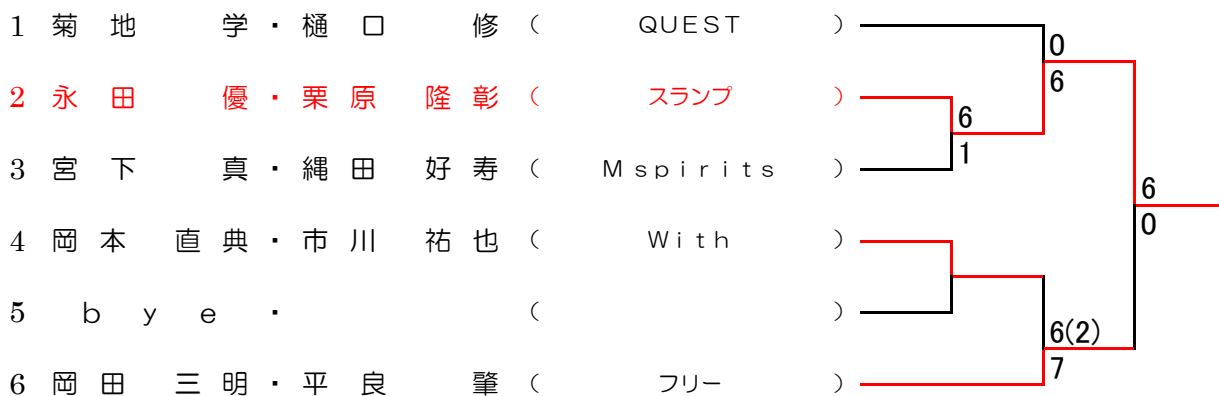 1 菊地 学・樋口 修 （ QUEST ）
0
6
2 永田 優・栗原 隆彰 （ スランプ ）
6
1
3 宮下 真・縄田 好寿 （ Mspirits ）
6
0
4 岡本 直典・市川 祐也 （ With ）
5 bye ・ （ ）
6(2)
7
6 岡田 三明・平良 肇 （ フリー ）